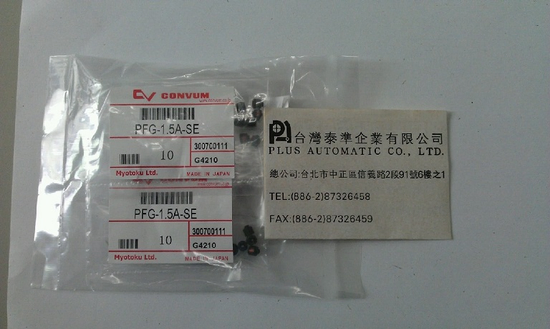 CONVUM
PFG-1.5A-SE
10
300700111
G4210
Myotoku Ltd.
MADE IN JAPAN
PFG-1.5A-SE
10
300700111
G4210
Myotoku Ltd.
MADE IN JAPAN
台灣泰準企業有限公司
PLUS AUTOMATIC CO., LTD.
總公司:台北市中正區信義路2段91號6樓之1
TEL:(886-2)87326458
FAX:(886-2)87326459